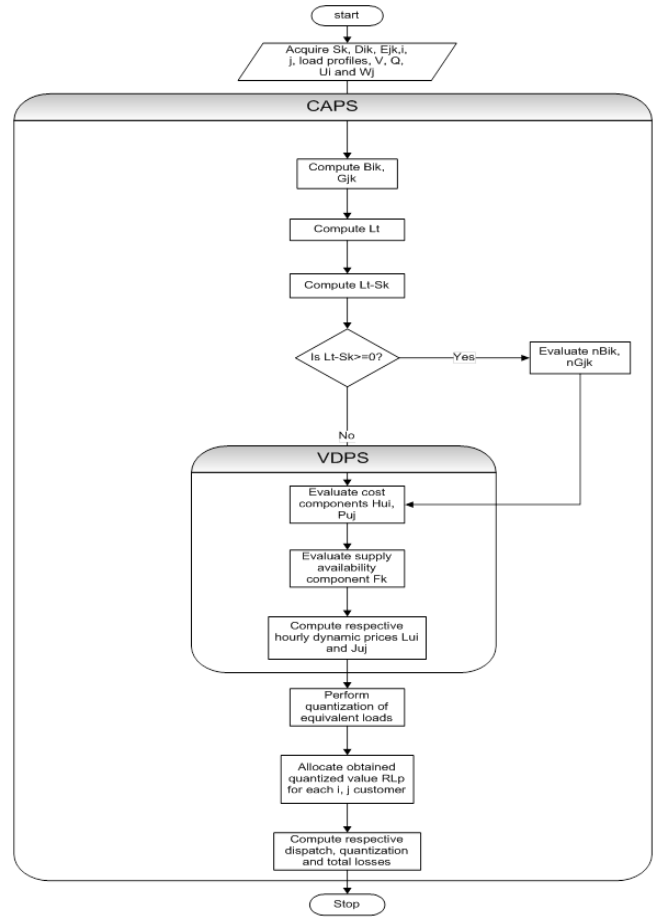 start
Acquire Sk, Dik, Ejk,i,
j, load profiles, V, Q,
Ui and Wj
CAPS
Compute Bik,
Gjk
Compute Lt
Compute Lt-Sk
Is Lt-Sk>=0?
Yes
Evaluate nBik,
nGjk
No
VDPS
Evaluate cost
components Hui,
Puj
Evaluate supply
availability
component Fk
Compute respective
hourly dynamic prices Lui
and Juj
Perform
quantization of
equivalent loads
Allocate obtained
quantized value RLp
for each i, j customer
Compute respective
dispatch, quantization
and total losses
Stop